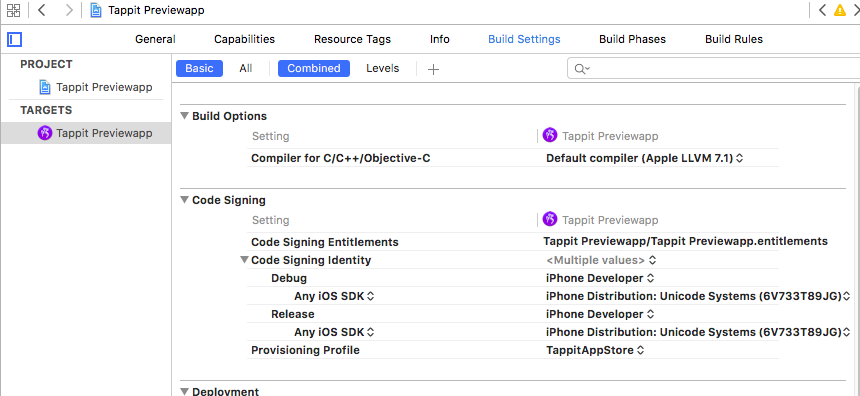 Tappit Previewapp
General Capabilities Resource Tags Info Build Settings Build Phases Build Rules
PROJECT
Tappit Previewapp
TARGETS
Tappit Previewapp
Basic All Combined Levels
Build Options
Setting Tappit Previewapp
Compiler for C/C++/Objective-C Default compiler (Apple LLVM 7.1)
Code Signing
Setting Tappit Previewapp
Code Signing Entitlements Tappit Previewapp/Tappit Previewapp.entitlements
Code Signing Identity <Multiple values>
Debug iPhone Developer
Any iOS SDK iPhone Distribution: Unicode Systems (6V733T89JG)
Release iPhone Developer
Any iOS SDK iPhone Distribution: Unicode Systems (6V733T89JG)
Provisioning Profile TappitAppStore
Deployment